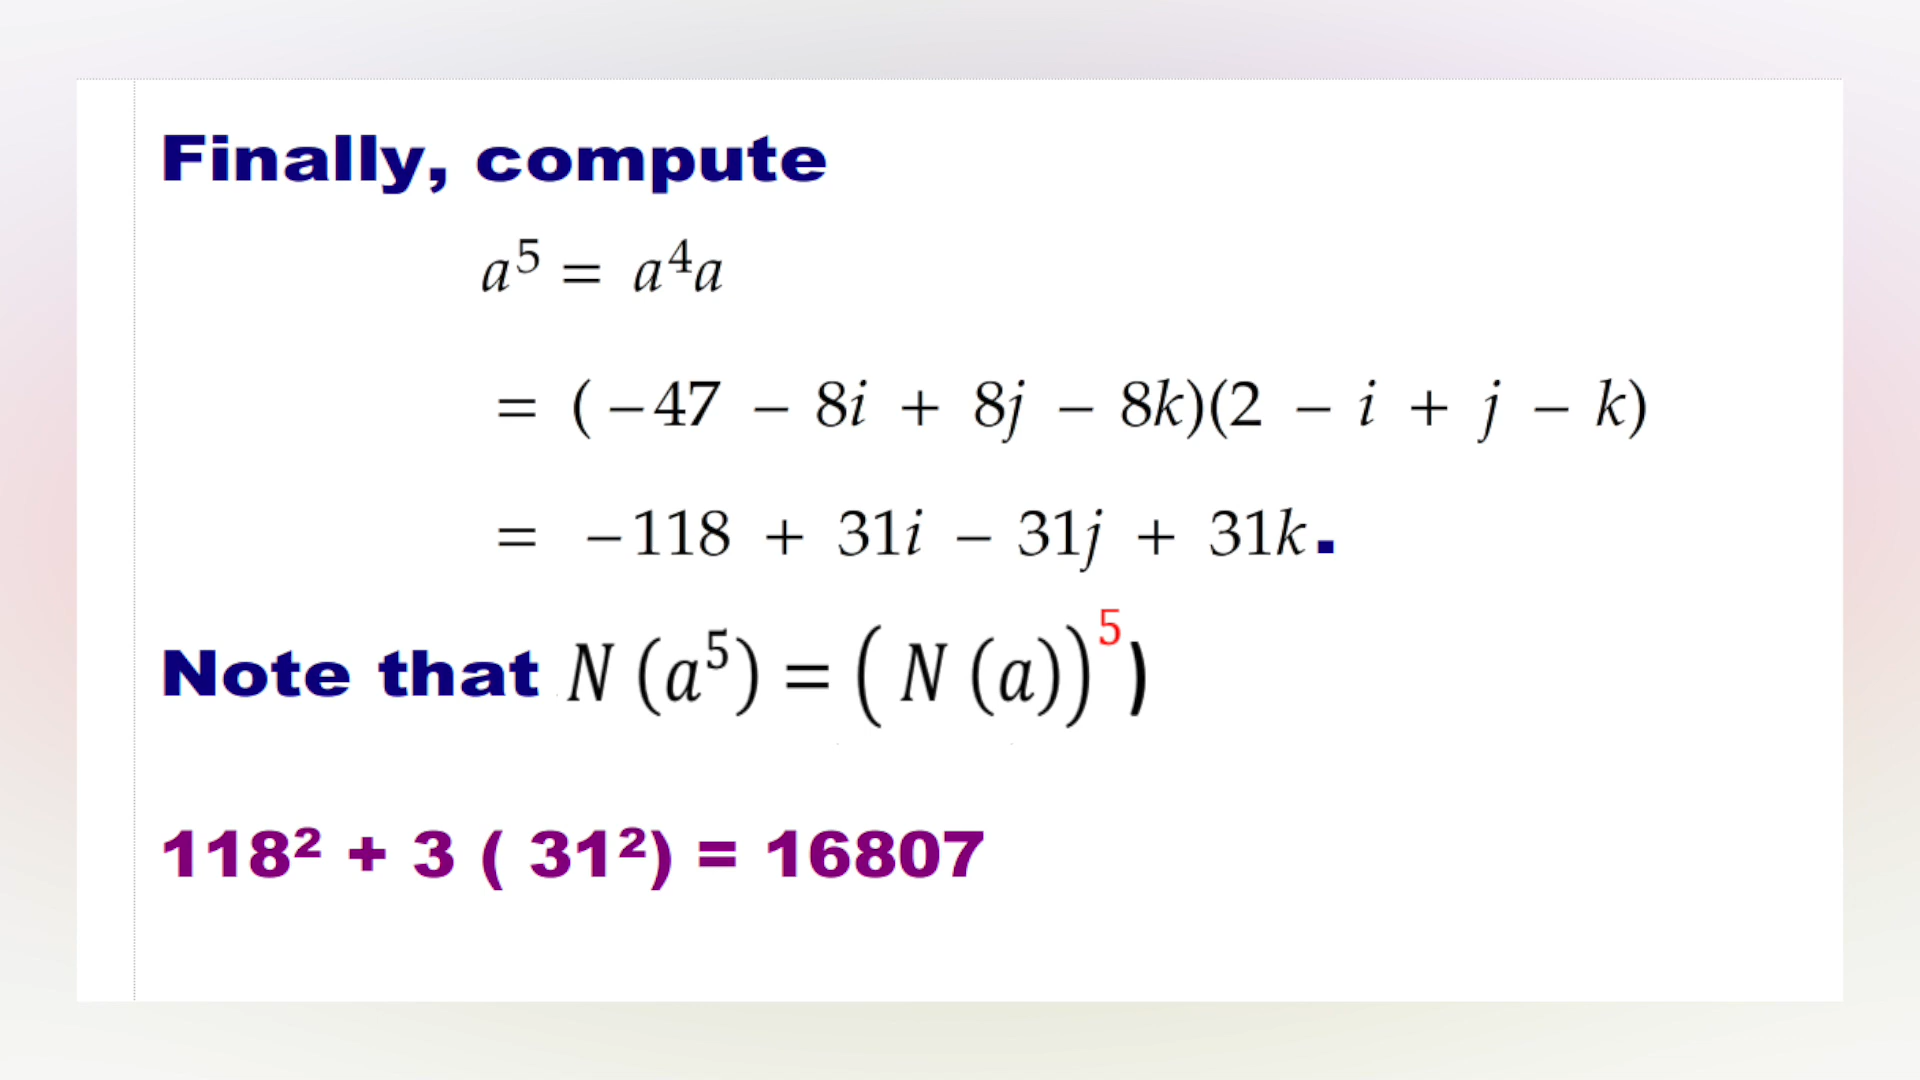 Finally, compute
a⁵ = a⁴a
= (−47 − 8i + 8j − 8k)(2 − i + j − k)
= −118 + 31i − 31j + 31k.
Note that N (a⁵) = ( N (a))⁵)
118² + 3 ( 31²) = 16807